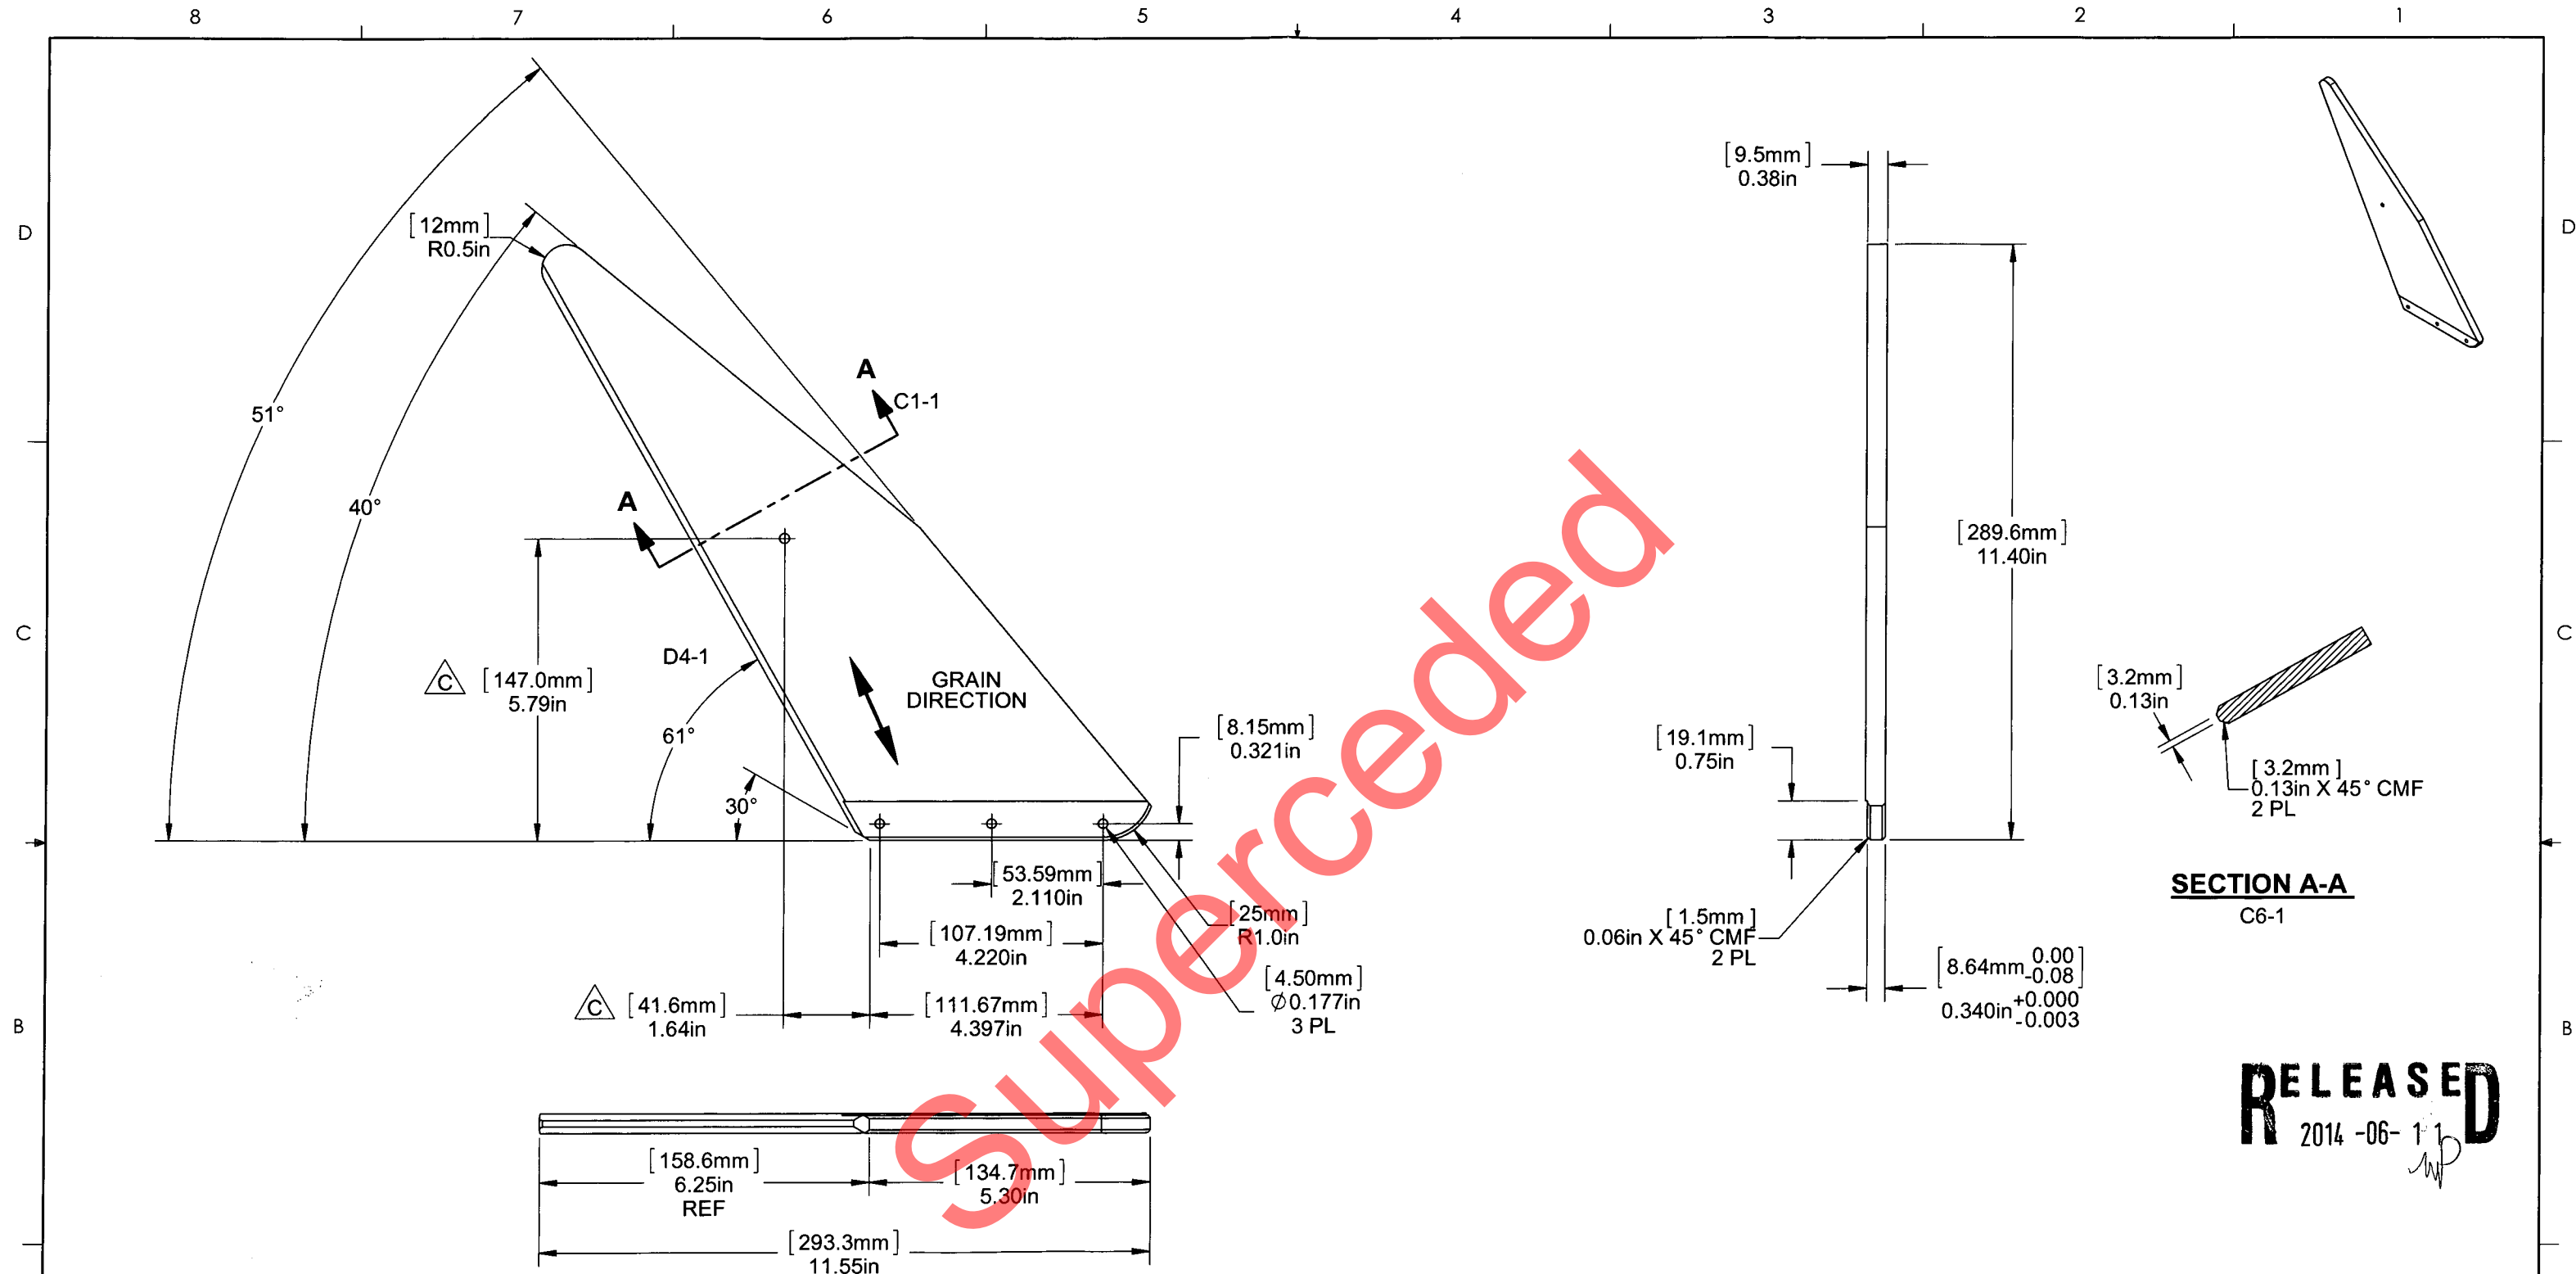 8 7 6 5 4 3 2 1
D
D
C
C
B
B
51°
40°
[12mm]
R0.5in
A
C1-1
A
C [147.0mm]
5.79in
D4-1
61°
30°
GRAIN
DIRECTION
[8.15mm]
0.321in
[53.59mm]
2.110in
[107.19mm]
4.220in
[25mm]
R1.0in
[4.50mm]
Ø0.177in
3 PL
C [41.6mm]
1.64in
[111.67mm]
4.397in
[158.6mm]
6.25in
REF
[134.7mm]
5.30in
[293.3mm]
11.55in
[9.5mm]
0.38in
[289.6mm]
11.40in
[19.1mm]
0.75in
[1.5mm]
0.06in X 45° CMF
2 PL
[8.64mm 0.00 -0.08]
0.340in +0.000 -0.003
[3.2mm]
0.13in
[3.2mm]
0.13in X 45° CMF
2 PL
SECTION A-A
C6-1
Superceded
RELEASED
2014-06-11